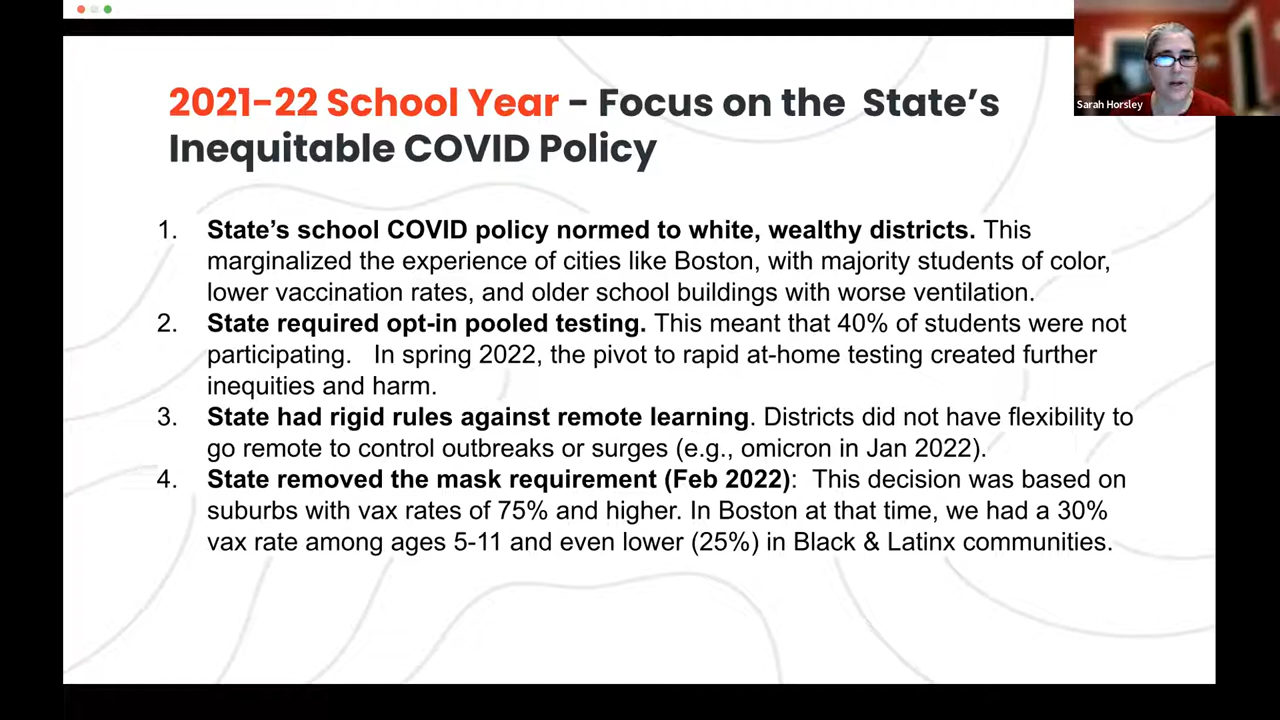 2021-22 School Year - Focus on the State's
Inequitable COVID Policy
Sarah Horsley
1. State's school COVID policy normed to white, wealthy districts. This
marginalized the experience of cities like Boston, with majority students of color,
lower vaccination rates, and older school buildings with worse ventilation.
2. State required opt-in pooled testing. This meant that 40% of students were not
participating. In spring 2022, the pivot to rapid at-home testing created further
inequities and harm.
3. State had rigid rules against remote learning. Districts did not have flexibility to
go remote to control outbreaks or surges (e.g., omicron in Jan 2022).
4. State removed the mask requirement (Feb 2022): This decision was based on
suburbs with vax rates of 75% and higher. In Boston at that time, we had a 30%
vax rate among ages 5-11 and even lower (25%) in Black & Latinx communities.